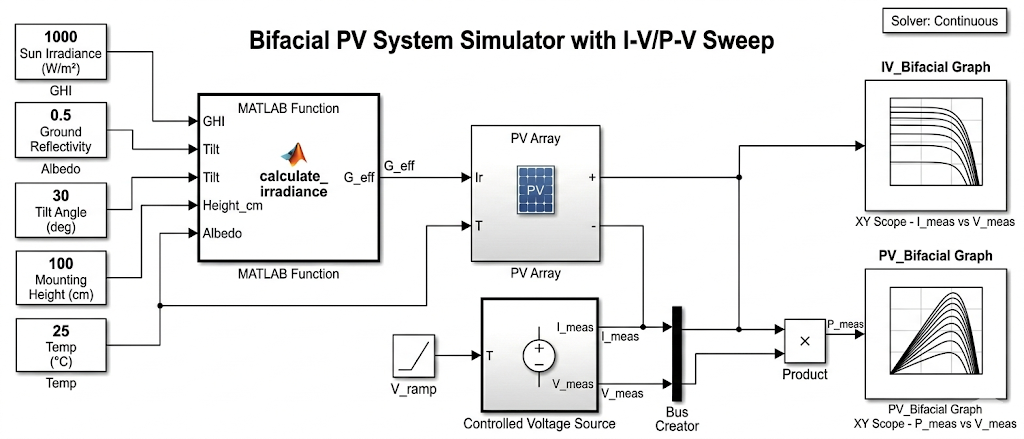 Solver: Continuous
Bifacial PV System Simulator with I-V/P-V Sweep
1000
Sun Irradiance
(W/m²)
GHI
0.5
Ground
Reflectivity
Albedo
30
Tilt Angle
(deg)
100
Mounting
Height (cm)
25
Temp
(°C)
Temp
MATLAB Function
GHI
Tilt
Tilt
Height_cm
Albedo
calculate_
irradiance
G_eff
MATLAB Function
G_eff
PV Array
Ir
T
PV
+
-
PV Array
V_ramp
T
+
−
I_meas
V_meas
Controlled Voltage Source
I_meas
V_meas
Bus
Creator
×
Product
P_meas
IV_Bifacial Graph
XY Scope - I_meas vs V_meas
PV_Bifacial Graph
PV_Bifacial Graph
XY Scope - P_meas vs V_meas